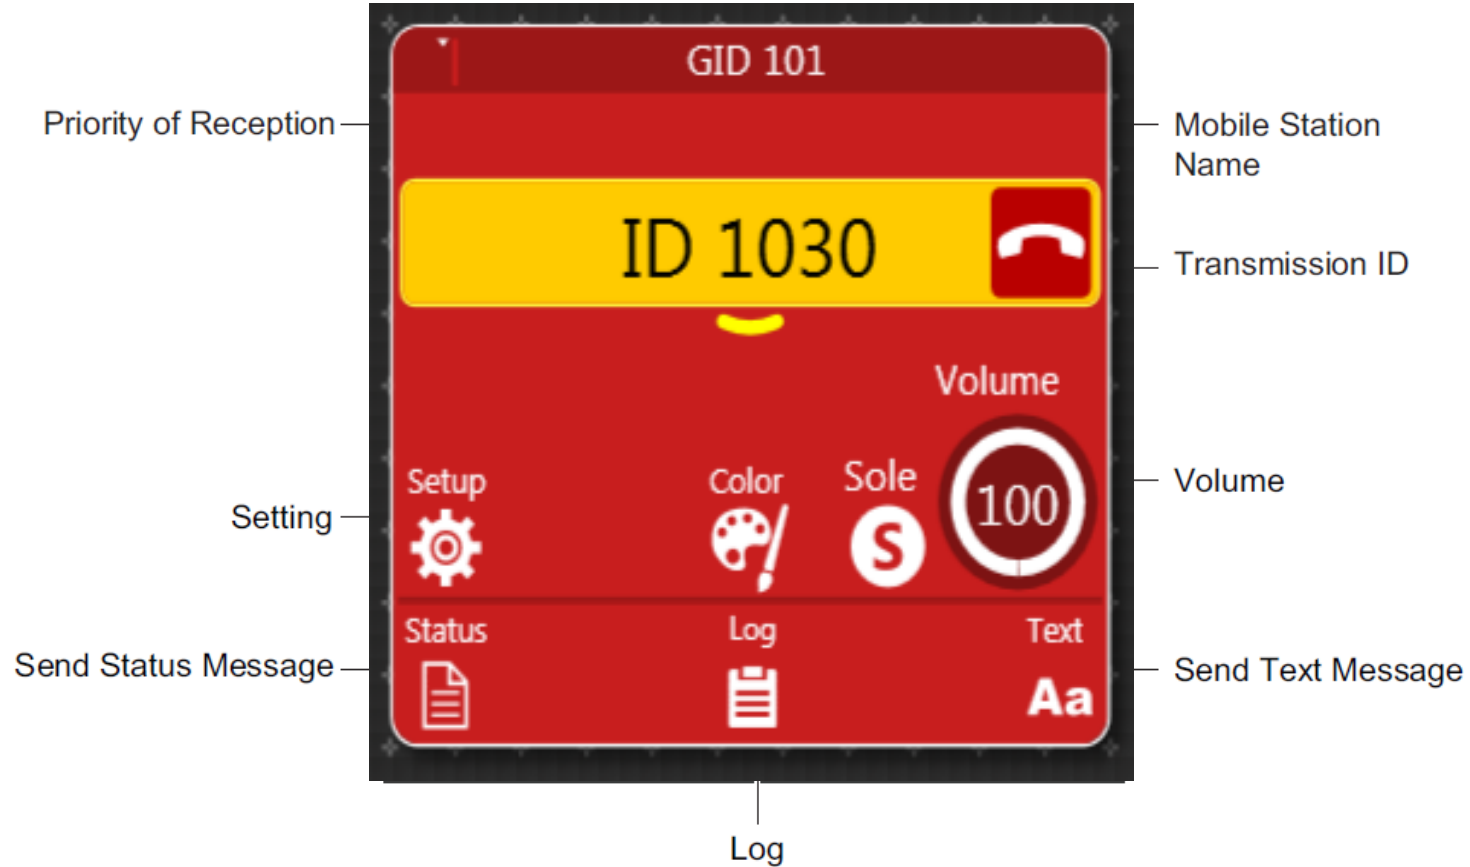 GID 101
Priority of Reception
Mobile Station
Name
ID 1030
Transmission ID
Volume
Setup
Color
Sole
100
Volume
Setting
Status
Log
Text
Send Status Message
Aa
Send Text Message
Log